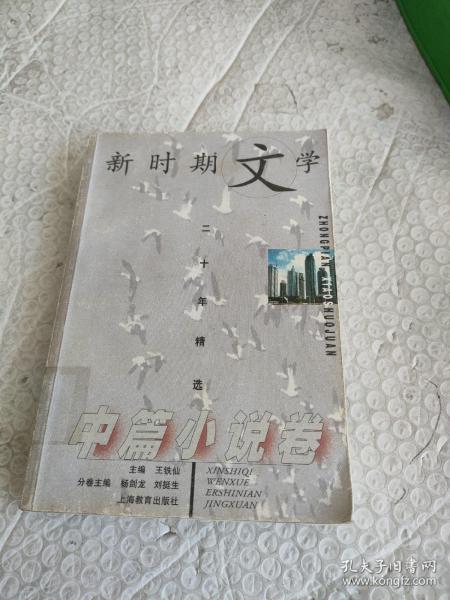 新时期文学
二十年精选
ZHONGPIAN XIAOSHUOJUAN
中篇小说卷
主编 王铁仙
分卷主编 杨剑龙 刘挺生
上海教育出版社
XINSHIQI
WENXUE
ERSHINIAN
JINGXUAN
孔夫子旧书网
www.kongfz.com